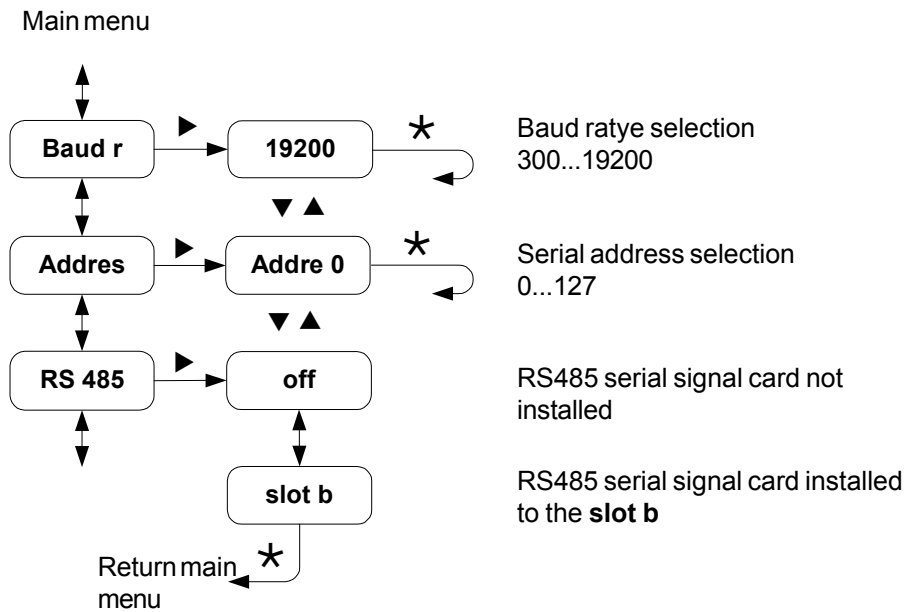 Main menu
Baud r
19200
Baud ratye selection
300...19200
Addres
Addre 0
Serial address selection
0...127
RS 485
off
RS485 serial signal card not
installed
slot b
RS485 serial signal card installed
to the slot b
Return main
menu